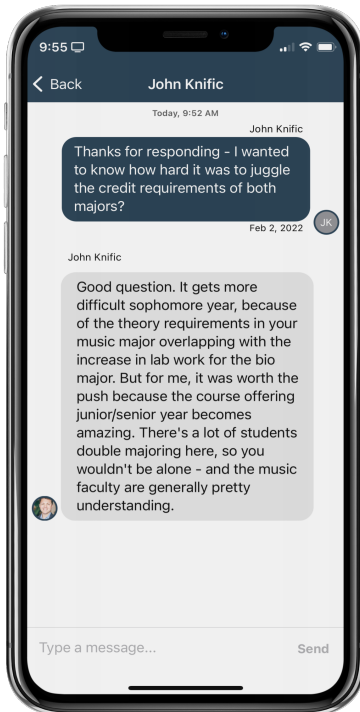 9:55
Back
John Knific
Today, 9:52 AM
John Knific
Thanks for responding - I wanted
to know how hard it was to juggle
the credit requirements of both
majors?
JK
Feb 2, 2022
John Knific
Good question. It gets more
difficult sophomore year, because
of the theory requirements in your
music major overlapping with the
increase in lab work for the bio
major. But for me, it was worth the
push because the course offering
junior/senior year becomes
amazing. There's a lot of students
double majoring here, so you
wouldn't be alone - and the music
faculty are generally pretty
understanding.
Type a message...
Send